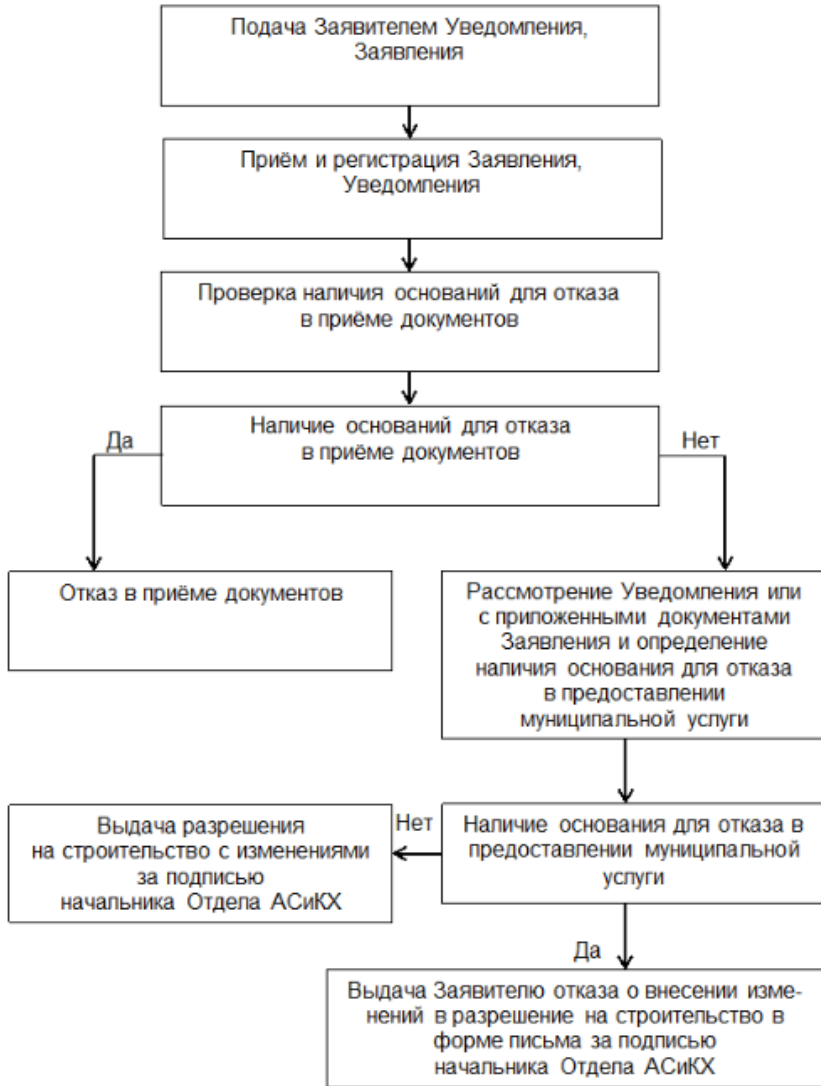 Подача Заявителем Уведомления,
Заявления
Приём и регистрация Заявления,
Уведомления
Проверка наличия оснований для отказа
в приёме документов
Наличие оснований для отказа
в приёме документов
Да
Нет
Отказ в приёме документов
Рассмотрение Уведомления или
с приложенными документами
Заявления и определение
наличия основания для отказа
в предоставлении
муниципальной услуги
Выдача разрешения
на строительство с изменениями
за подписью
начальника Отдела АСиКХ
Нет
Наличие основания для отказа в
предоставлении муниципальной
услуги
Да
Выдача Заявителю отказа о внесении изме-
нений в разрешение на строительство в
форме письма за подписью
начальника Отдела АСиКХ